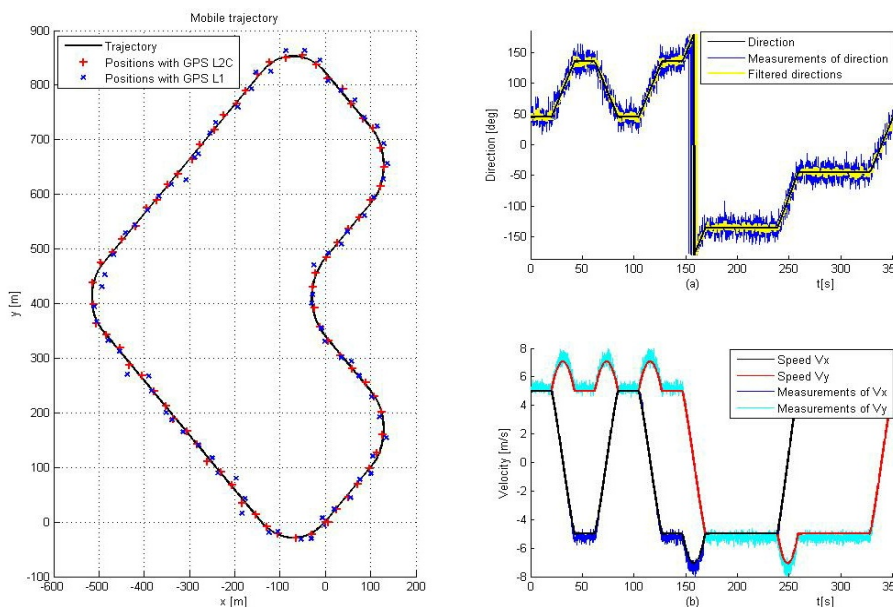 Mobile trajectory
900
800
700
600
500
400
300
200
100
0
-100
y [m]
Trajectory
Positions with GPS L2C
Positions with GPS L1
-600
-500
-400
-300
-200
-100
0
100
200
x [m]
150
100
50
0
-50
-100
-150
Direction [deg]
Direction
Measurements of direction
Filtered directions
0
50
100
150
200
250
300
350
(a)
t[s]
8
6
4
2
0
-2
-4
-6
-8
Velocity [m/s]
Speed Vx
Speed Vy
Measurements of Vx
Measurements of Vy
0
50
100
150
200
250
300
(b)
t[s]